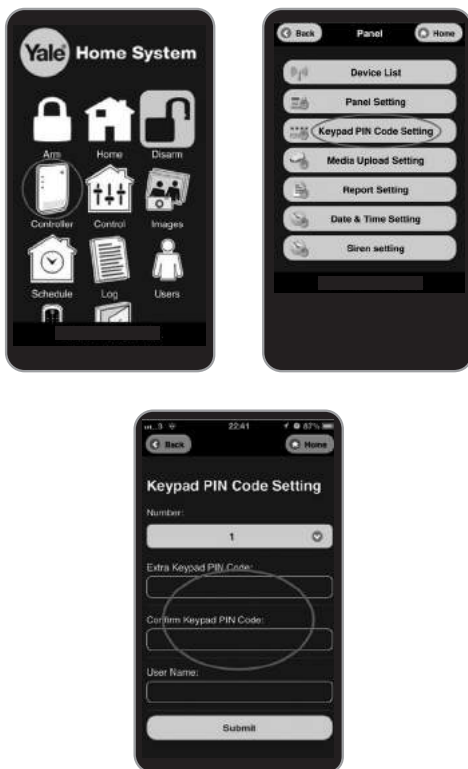 Yale Home System
Arm Home Disarm
Controller Control Images
Schedule Log Users
Back Panel Home
Device List
Panel Setting
Keypad PIN Code Setting
Media Upload Setting
Report Setting
Date & Time Setting
Siren setting
22:41 87%
Back Home
Keypad PIN Code Setting
Number:
1
Extra Keypad PIN Code:
Confirm Keypad PIN Code:
User Name:
Submit